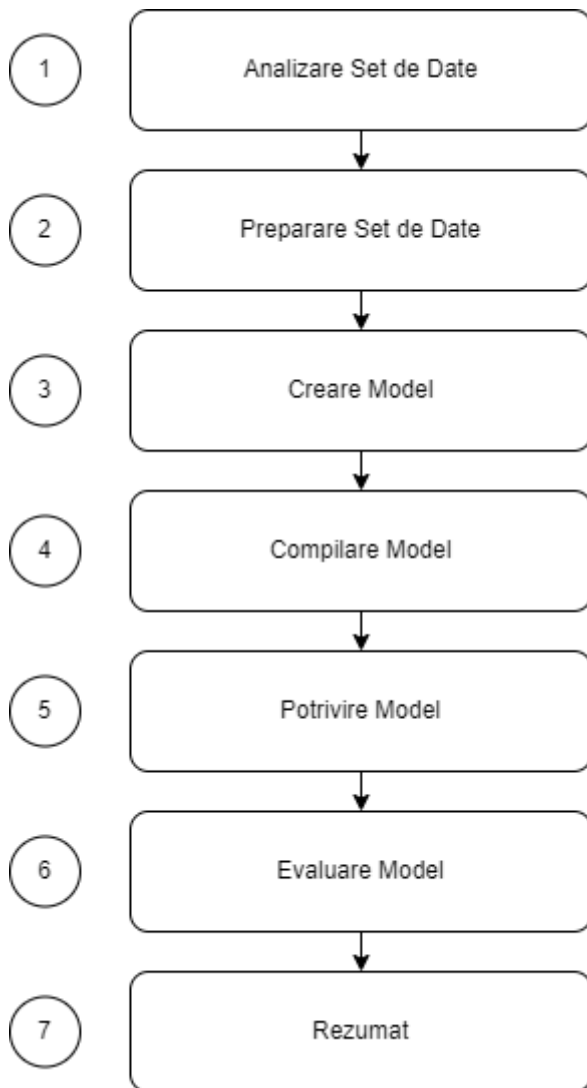 1
Analizare Set de Date
2
Preparare Set de Date
3
Creare Model
4
Compilare Model
5
Potrivire Model
6
Evaluare Model
7
Rezumat